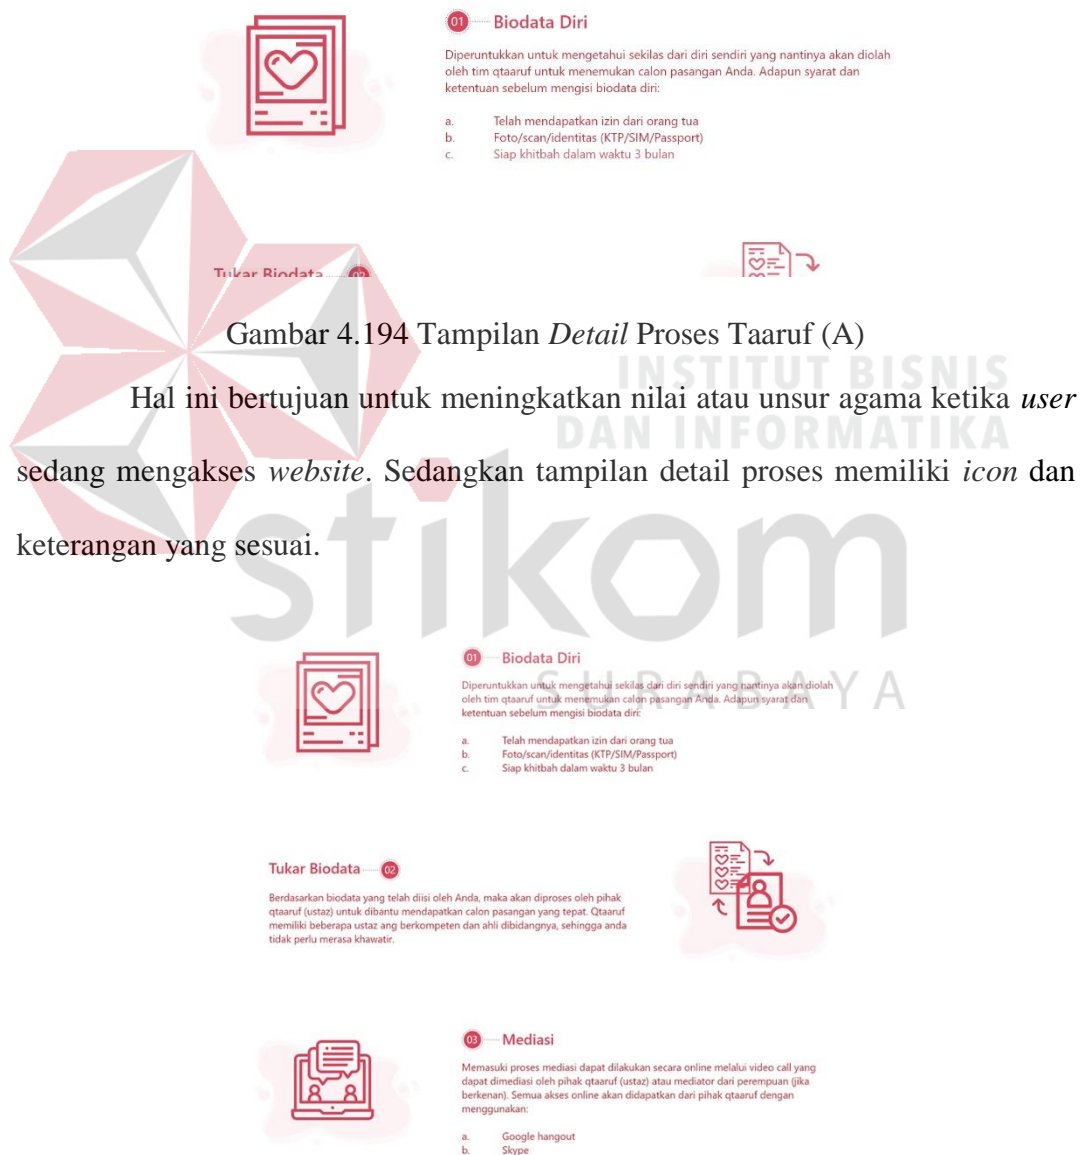 01 Biodata Diri
Diperuntukkan untuk mengetahui sekilas dari diri sendiri yang nantinya akan diolah
oleh tim qtaaruf untuk menemukan calon pasangan Anda. Adapun syarat dan
ketentuan sebelum mengisi biodata diri:
a. Telah mendapatkan izin dari orang tua
b. Foto/scan/identitas (KTP/SIM/Passport)
c. Siap khitbah dalam waktu 3 bulan
Tukar Biodata 02
Gambar 4.194 Tampilan Detail Proses Taaruf (A)
INSTITUT BISNIS
Hal ini bertujuan untuk meningkatkan nilai atau unsur agama ketika user
DAN INFORMATIKA
sedang mengakses website. Sedangkan tampilan detail proses memiliki icon dan
keterangan yang sesuai.
stikom
SURABAYA
01 Biodata Diri
Diperuntukkan untuk mengetahui sekilas dari diri sendiri yang nantinya akan diolah
oleh tim qtaaruf untuk menemukan calon pasangan Anda. Adapun syarat dan
ketentuan sebelum mengisi biodata diri:
a. Telah mendapatkan izin dari orang tua
b. Foto/scan/identitas (KTP/SIM/Passport)
c. Siap khitbah dalam waktu 3 bulan
Tukar Biodata 02
Berdasarkan biodata yang telah diisi oleh Anda, maka akan diproses oleh pihak
qtaaruf (ustaz) untuk dibantu mendapatkan calon pasangan yang tepat. Qtaaruf
memiliki beberapa ustaz ang berkompeten dan ahli dibidangnya, sehingga anda
tidak perlu merasa khawatir.
03 Mediasi
Memasuki proses mediasi dapat dilakukan secara online melalui video call yang
dapat dimediasi oleh pihak qtaaruf (ustaz) atau mediator dari perempuan (jika
berkenan). Semua akses online akan didapatkan dari pihak qtaaruf dengan
menggunakan:
a. Google hangout
b. Skype